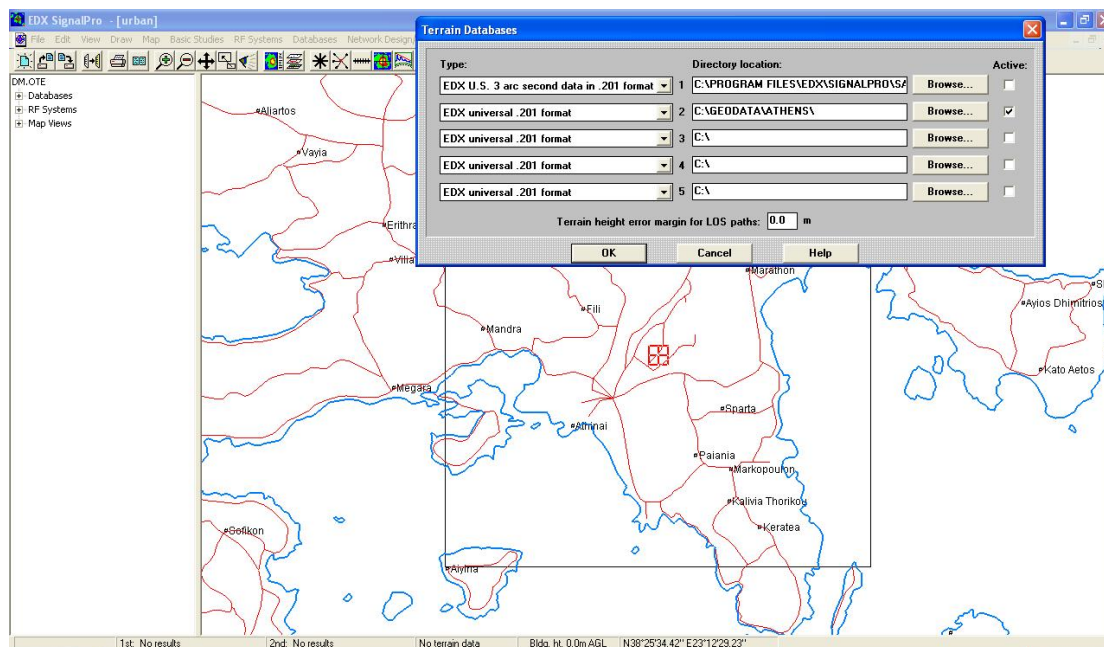 EDX SignalPro - [urban]
File Edit View Draw Map Basic Studies RF Systems Databases Network Design
DM.OTE
Databases
RF Systems
Map Views
Terrain Databases
Type: Directory location: Active:
EDX U.S. 3 arc second data in .201 format 1 C:\PROGRAM FILES\EDX\SIGNALPRO\SA Browse...
EDX universal .201 format 2 C:\GEODATA\ATHENS\ Browse...
EDX universal .201 format 3 C:\ Browse...
EDX universal .201 format 4 C:\ Browse...
EDX universal .201 format 5 C:\ Browse...
Terrain height error margin for LOS paths: 0.0 m
OK Cancel Help
Aliartos
Vayia
Erithra
Vilia
Marathon
Fili
Ayios Dhimitrios
Mandra
Kato Aetos
Megara
Sparta
Athinai
Paiania
Markopoulon
Kalivia Thorikou
Sofikon
Keratea
Aiyina
1st: No results 2nd: No results No terrain data Bldg. ht. 0.0m AGL N38°25'34.42" E23°12'29.23"